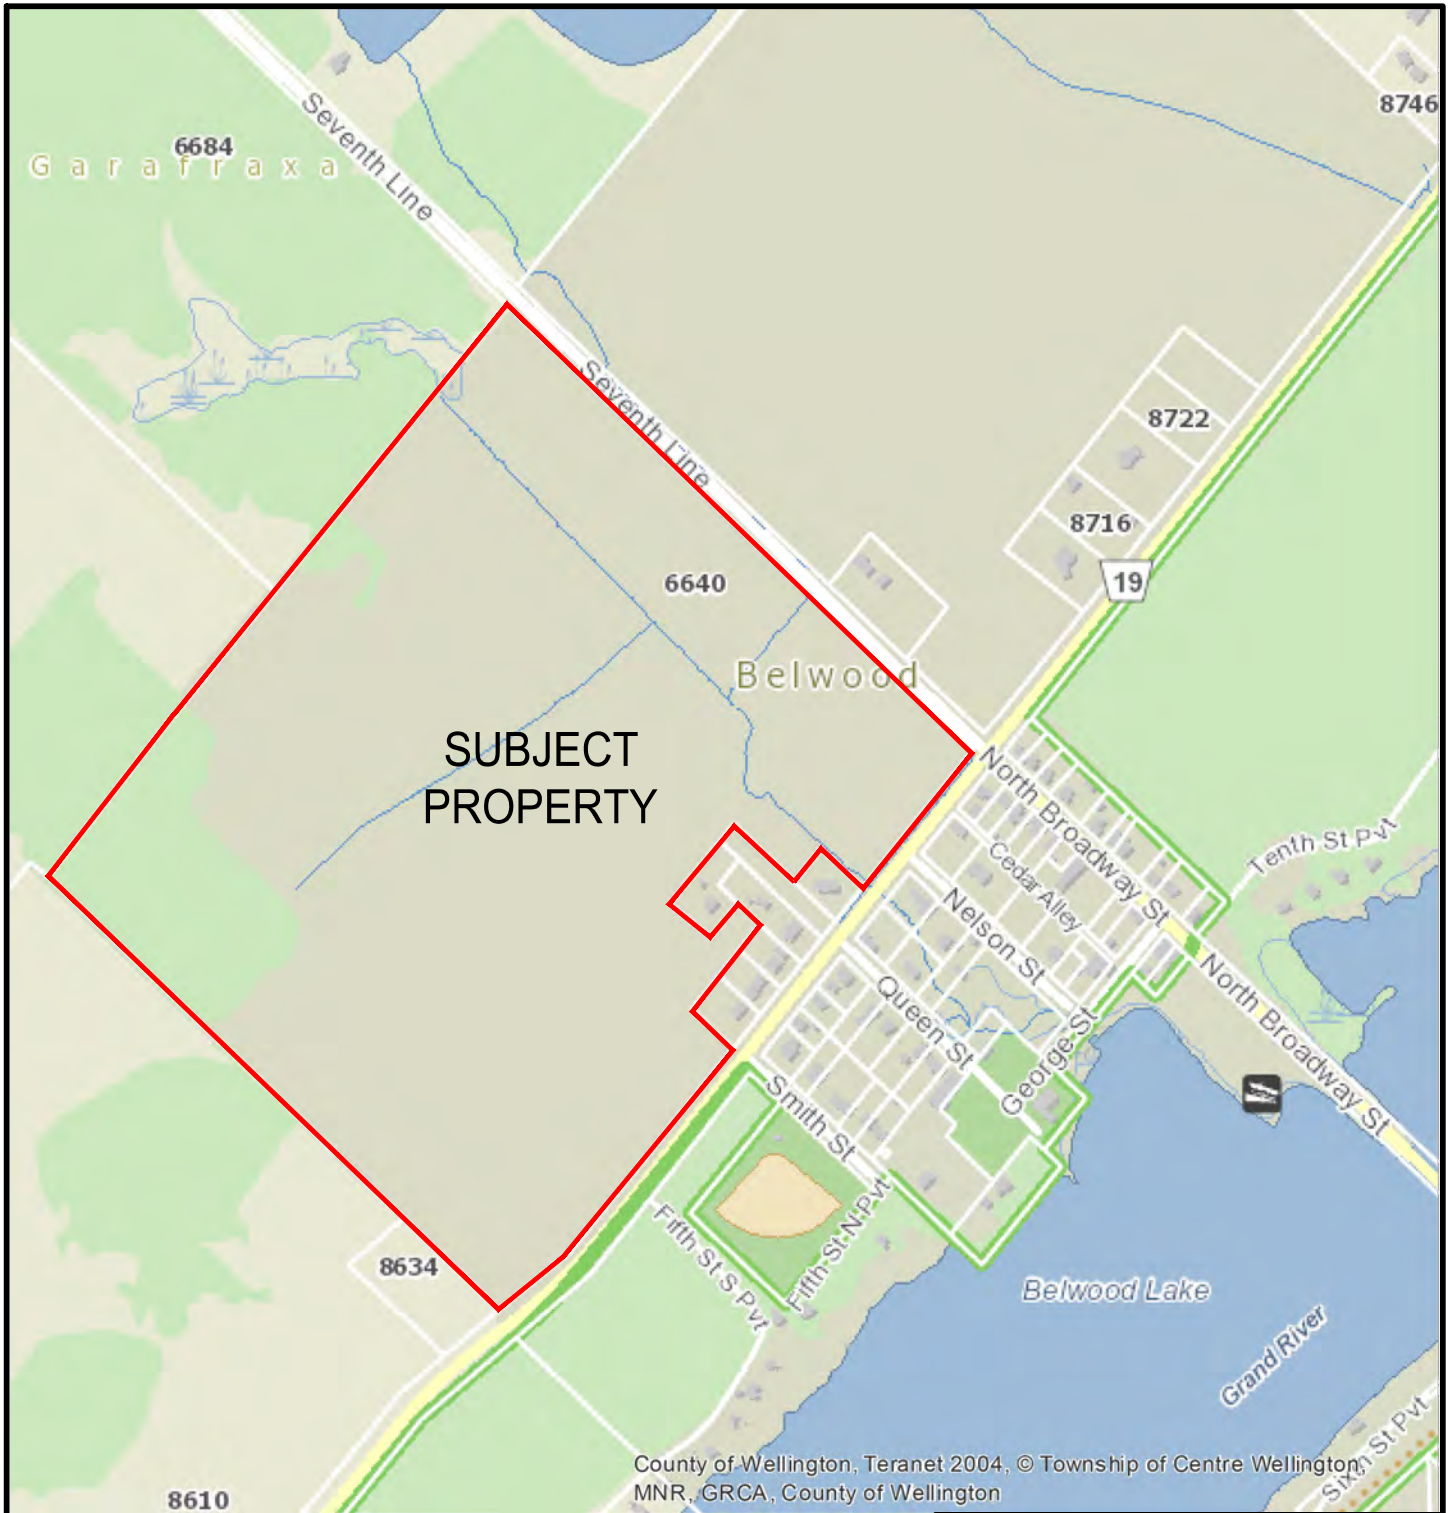 8746
6684
Garafraxa
Seventh Line
Seventh Line
8722
8716
19
6640
Belwood
SUBJECT
PROPERTY
North Broadway St
Cedar Alley
Tenth St Pvt
Nelson St
Queen St
George St
North Broadway St
Smith St
Fifth St N Pvt
Fifth St S Pvt
8634
Belwood Lake
Grand River
Sixth St Pvt
8610
County of Wellington, Teranet 2004, © Township of Centre Wellington,
MNR, GRCA, County of Wellington